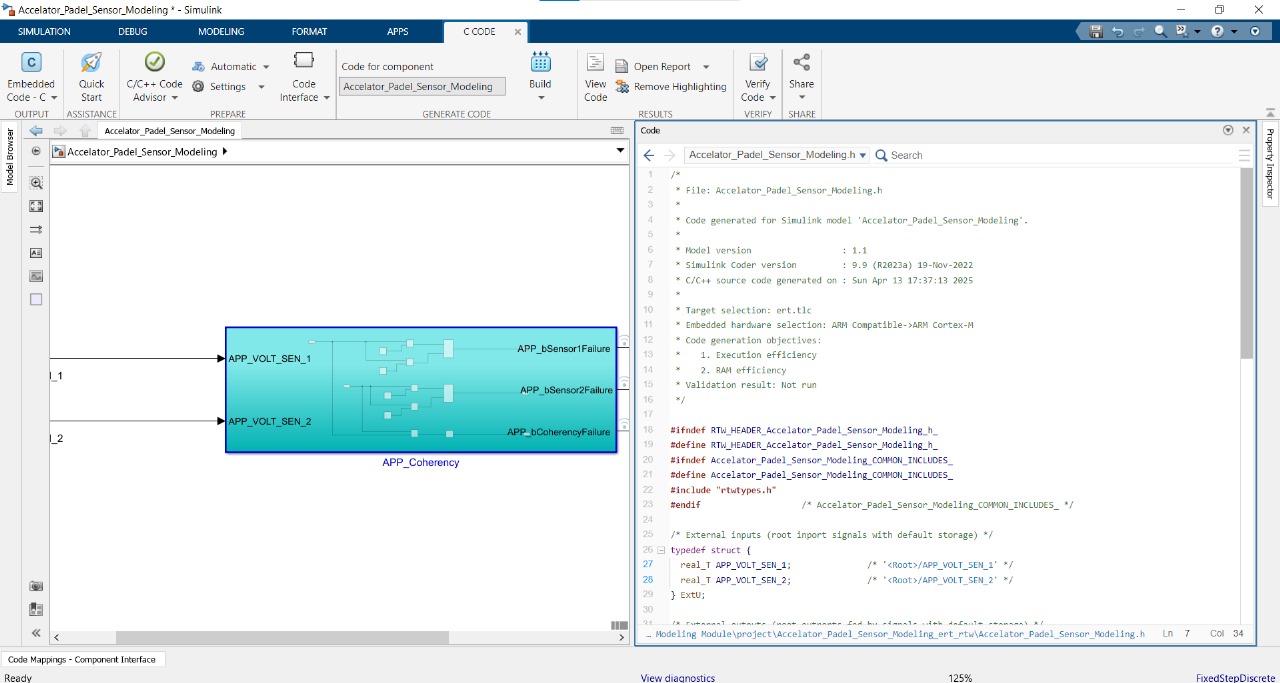 Accelator_Padel_Sensor_Modeling * - Simulink
SIMULATION DEBUG MODELING FORMAT APPS C CODE
Embedded Code - C
Quick Start
C/C++ Code Advisor
Automatic
Settings
Code Interface
Code for component
Accelator_Padel_Sensor_Modeling
Build
View Code
Open Report
Remove Highlighting
Verify Code
Share
OUTPUT ASSISTANCE PREPARE GENERATE CODE RESULTS VERIFY SHARE
Model Browser
Accelator_Padel_Sensor_Modeling
Accelator_Padel_Sensor_Modeling
l_1
l_2
APP_VOLT_SEN_1
APP_VOLT_SEN_2
APP_bSensor1Failure
APP_bSensor2Failure
APP_bCoherencyFailure
APP_Coherency
Code
Accelator_Padel_Sensor_Modeling.h Search
Property Inspector
1 /*
2 * File: Accelator_Padel_Sensor_Modeling.h
3 *
4 * Code generated for Simulink model 'Accelator_Padel_Sensor_Modeling'.
5 *
6 * Model version : 1.1
7 * Simulink Coder version : 9.9 (R2023a) 19-Nov-2022
8 * C/C++ source code generated on : Sun Apr 13 17:37:13 2025
9 *
10 * Target selection: ert.tlc
11 * Embedded hardware selection: ARM Compatible->ARM Cortex-M
12 * Code generation objectives:
13 * 1. Execution efficiency
14 * 2. RAM efficiency
15 * Validation result: Not run
16 */
17
18 #ifndef RTW_HEADER_Accelator_Padel_Sensor_Modeling_h_
19 #define RTW_HEADER_Accelator_Padel_Sensor_Modeling_h_
20 #ifndef Accelator_Padel_Sensor_Modeling_COMMON_INCLUDES_
21 #define Accelator_Padel_Sensor_Modeling_COMMON_INCLUDES_
22 #include "rtwtypes.h"
23 #endif /* Accelator_Padel_Sensor_Modeling_COMMON_INCLUDES_ */
24
25 /* External inputs (root inport signals with default storage) */
26 typedef struct {
27 real_T APP_VOLT_SEN_1; /* '<Root>/APP_VOLT_SEN_1' */
28 real_T APP_VOLT_SEN_2; /* '<Root>/APP_VOLT_SEN_2' */
29 } ExtU;
30
31 /* External outputs (root outports fed by signals with default storage) */
... Modeling Module\project\Accelator_Padel_Sensor_Modeling_ert_rtw\Accelator_Padel_Sensor_Modeling.h Ln 7 Col 34
Code Mappings - Component Interface
Ready View diagnostics 125% FixedStepDiscrete